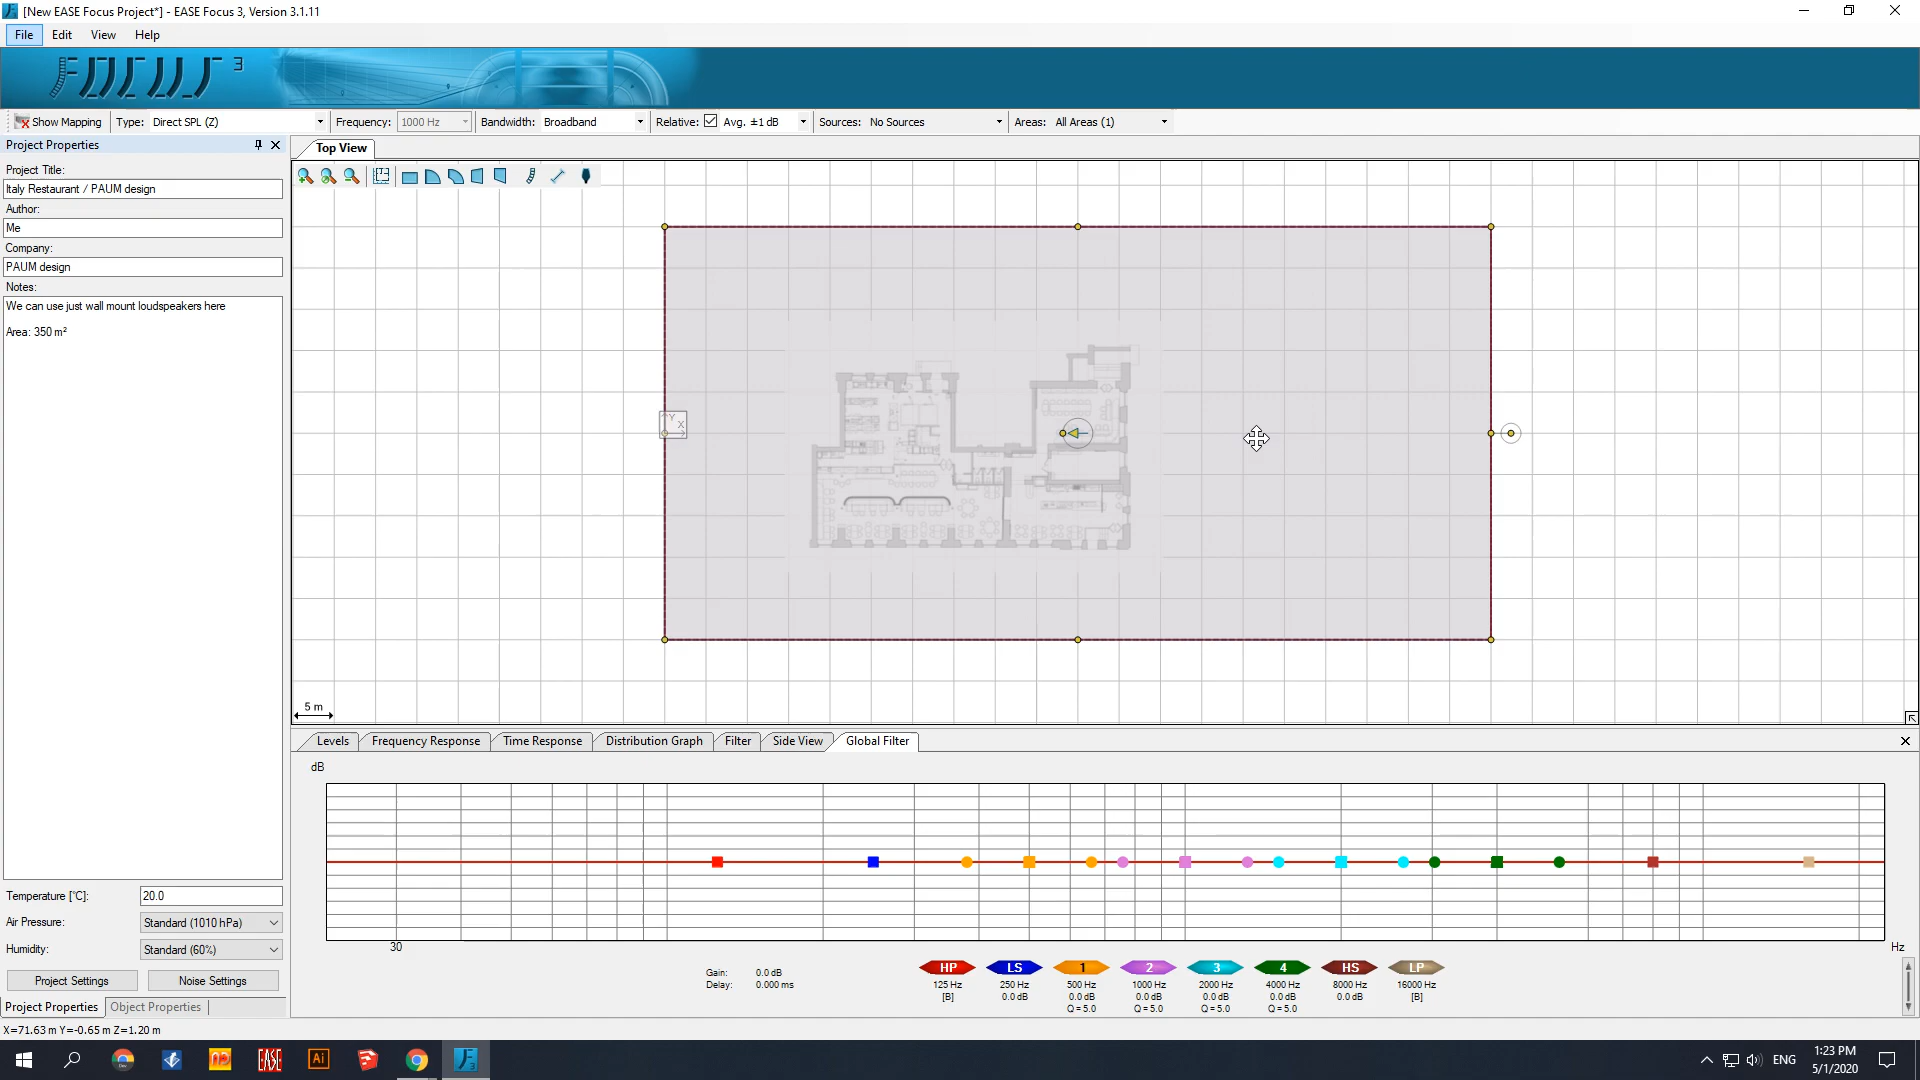 [New EASE Focus Project*] - EASE Focus 3, Version 3.1.11
File Edit View Help
FOCUS 3
Show Mapping Type: Direct SPL (Z) Frequency: 1000 Hz Bandwidth: Broadband Relative: Avg. ±1 dB Sources: No Sources Areas: All Areas (1)
Project Properties
Top View
Project Title:
Italy Restaurant / PAUM design
Author:
Me
Company:
PAUM design
Notes:
We can use just wall mount loudspeakers here
Area: 350 m²
Y
X
5 m
Levels Frequency Response Time Response Distribution Graph Filter Side View Global Filter
dB
30
Hz
Temperature [°C]: 20.0
Air Pressure: Standard (1010 hPa)
Humidity: Standard (60%)
Project Settings Noise Settings
Project Properties Object Properties
Gain: 0.0 dB
Delay: 0.000 ms
HP LS 1 2 3 4 HS LP
125 Hz 250 Hz 500 Hz 1000 Hz 2000 Hz 4000 Hz 8000 Hz 16000 Hz
[B] 0.0 dB 0.0 dB 0.0 dB 0.0 dB 0.0 dB 0.0 dB [B]
Q = 5.0 Q = 5.0 Q = 5.0 Q = 5.0
X=71.63 m Y=-0.65 m Z=1.20 m
Dev
EASE
Ai
F 3
ENG
1:23 PM
5/1/2020